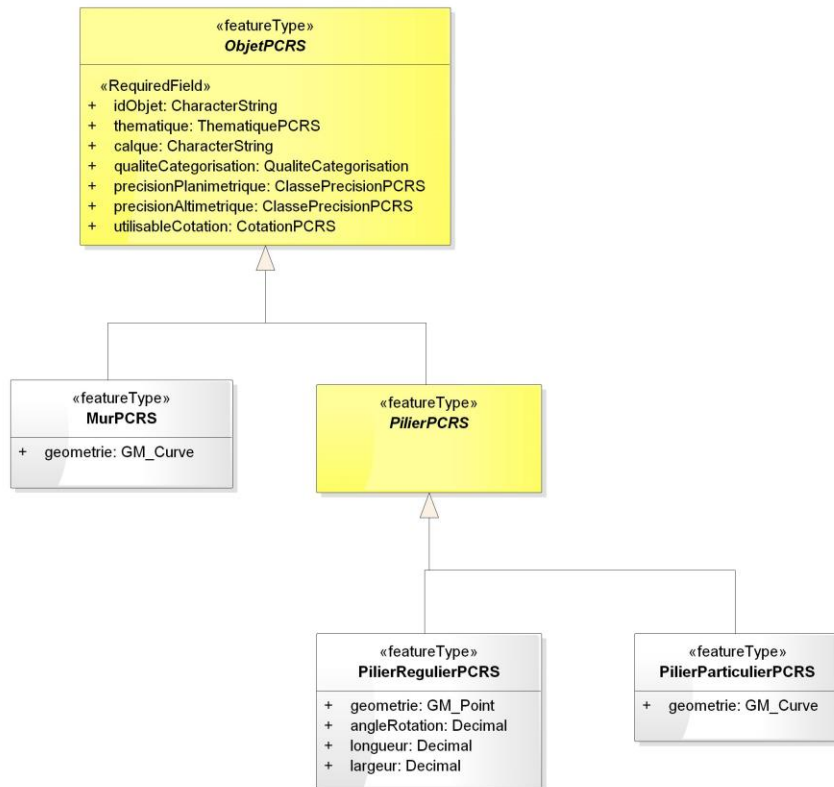 «featureType»
ObjetPCRS
«RequiredField»
+ idObjet: CharacterString
+ thematique: ThematiquePCRS
+ calque: CharacterString
+ qualiteCategorisation: QualiteCategorisation
+ precisionPlanimetrique: ClassePrecisionPCRS
+ precisionAltimetrique: ClassePrecisionPCRS
+ utilisableCotation: CotationPCRS
«featureType»
MurPCRS
+ geometrie: GM_Curve
«featureType»
PilierPCRS
«featureType»
PilierRegulierPCRS
+ geometrie: GM_Point
+ angleRotation: Decimal
+ longueur: Decimal
+ largeur: Decimal
«featureType»
PilierParticulierPCRS
+ geometrie: GM_Curve